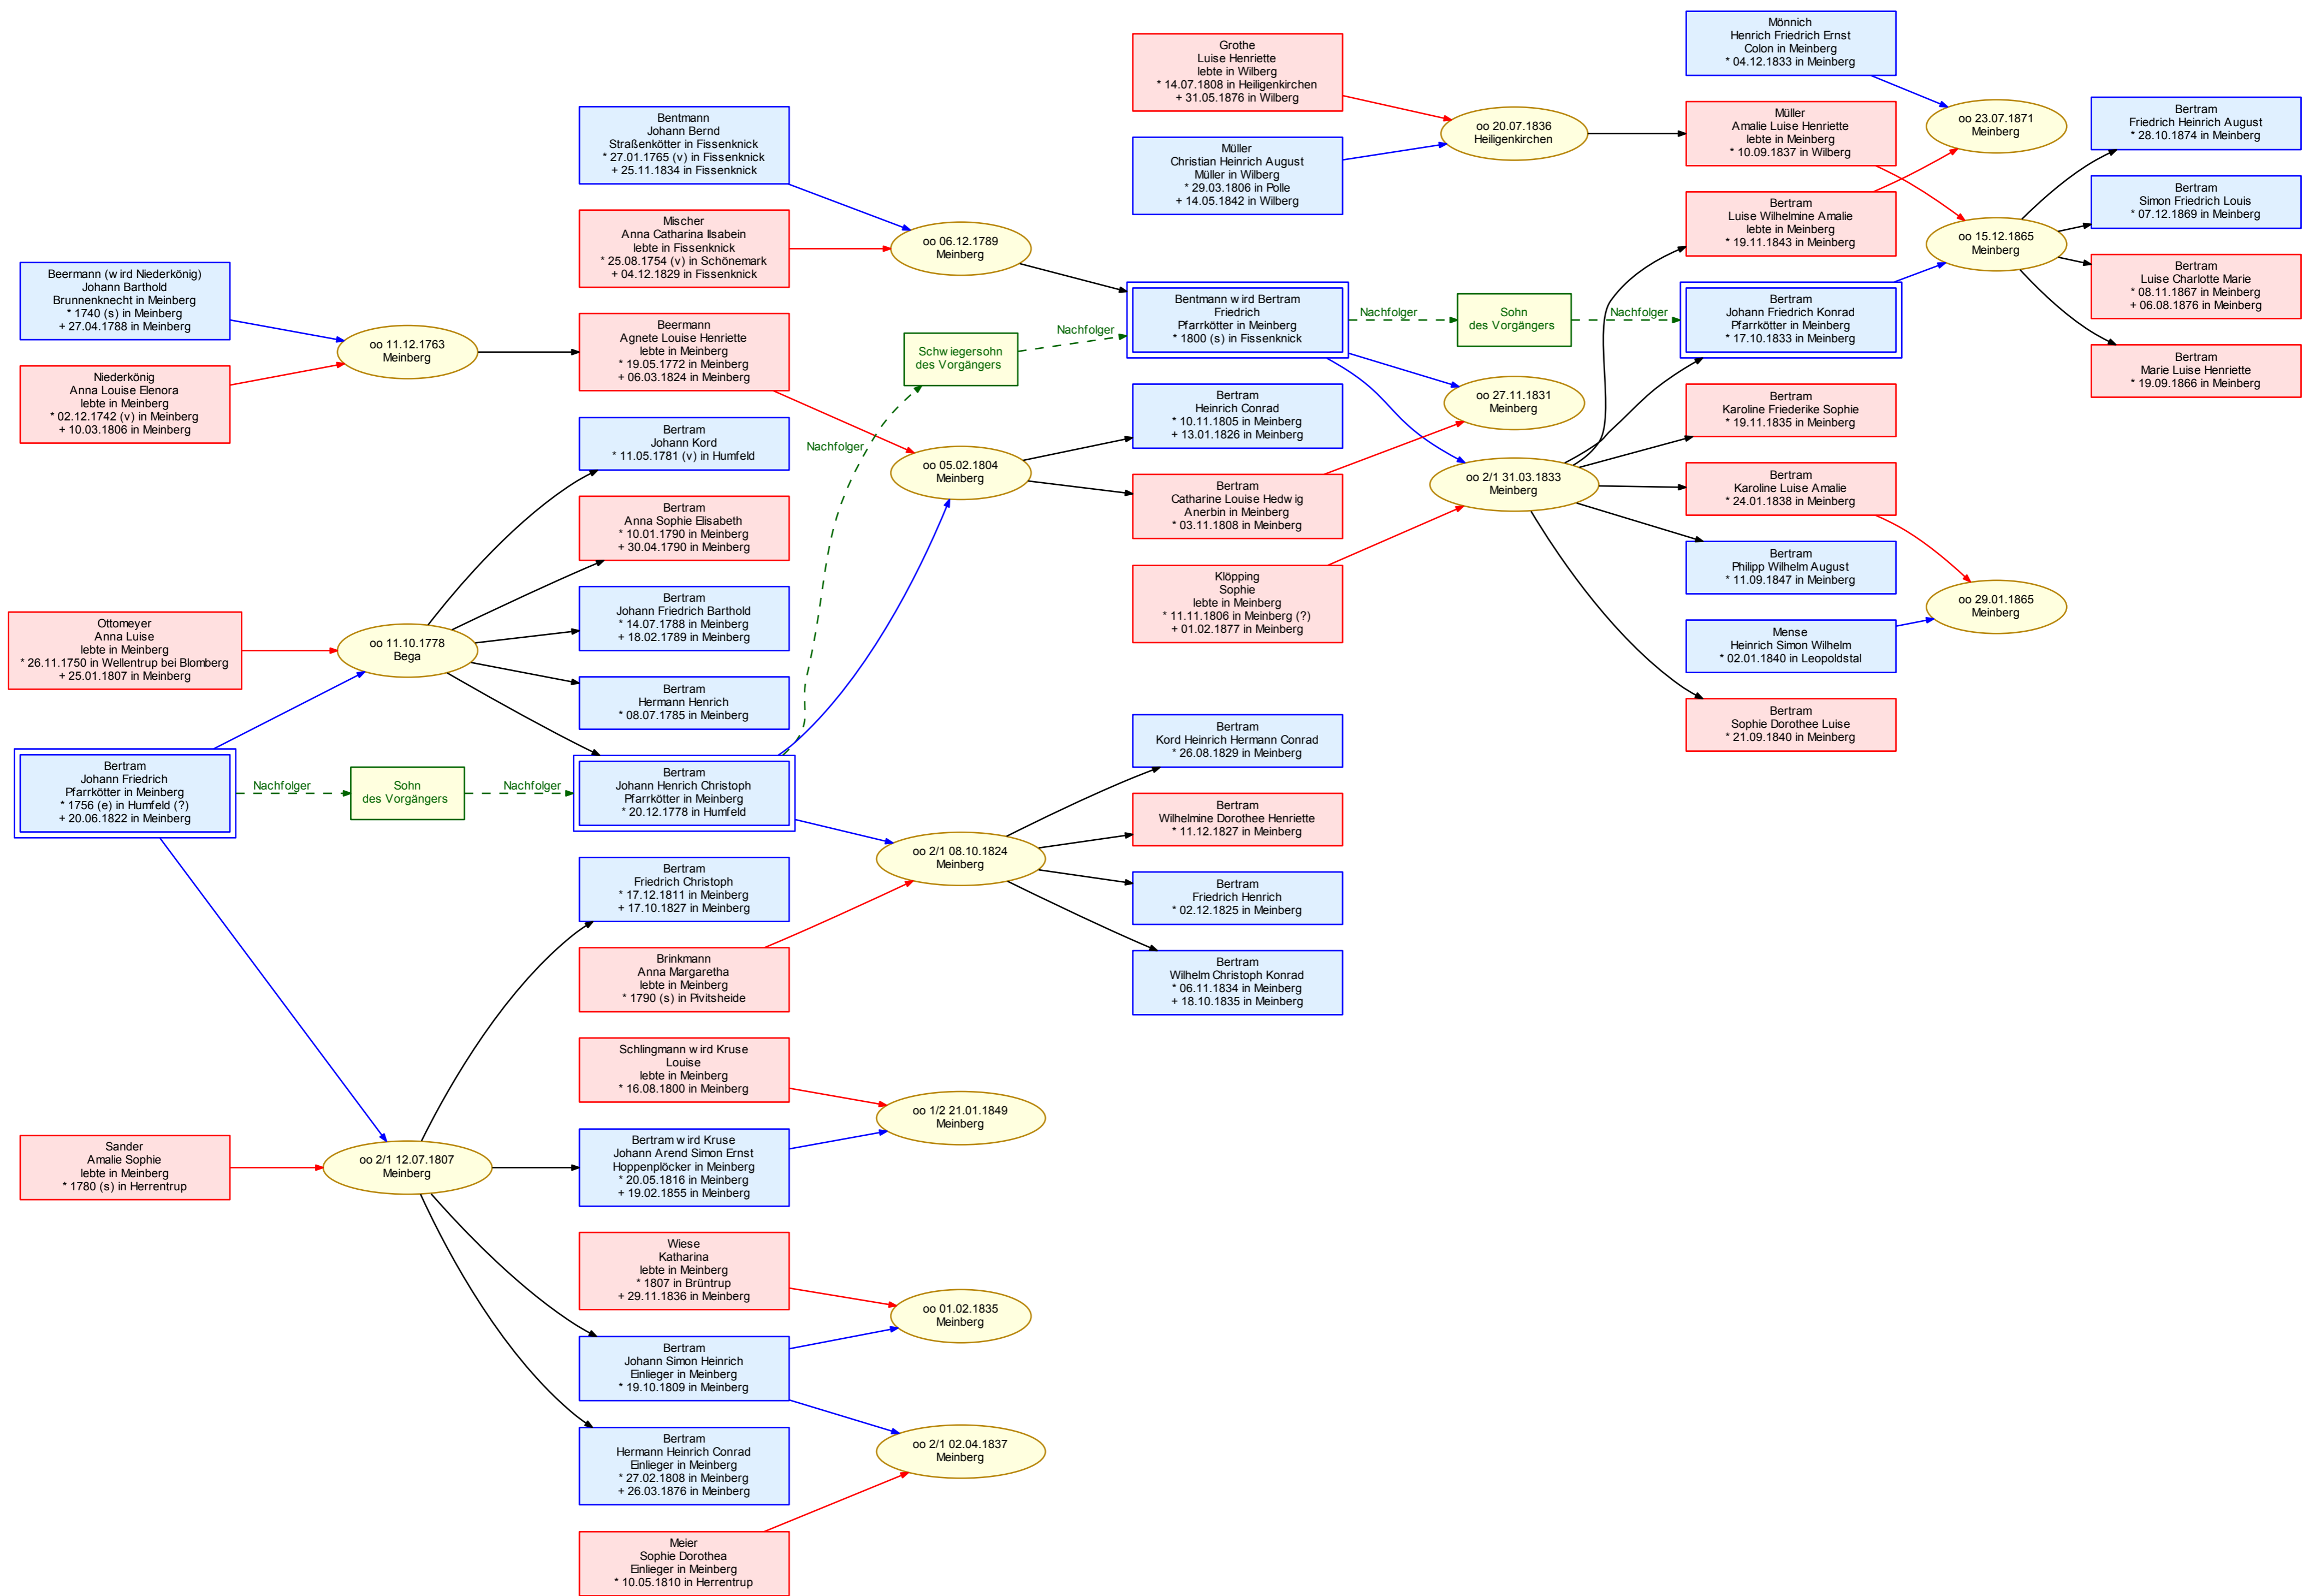 Beermann (wird Niederkönig)
Johann Barthold
Brunnenknecht in Meinberg
* 1740 (s) in Meinberg
+ 27.04.1788 in Meinberg
Niederkönig
Anna Louise Elenora
lebte in Meinberg
* 02.12.1742 (v) in Meinberg
+ 10.03.1806 in Meinberg
Ottomeyer
Anna Luise
lebte in Meinberg
* 26.11.1750 in Wellentrup bei Blomberg
+ 25.01.1807 in Meinberg
Bertram
Johann Friedrich
Pfarrkötter in Meinberg
* 1756 (e) in Humfeld (?)
+ 20.06.1822 in Meinberg
Sander
Amalie Sophie
lebte in Meinberg
* 1780 (s) in Herrentrup
oo 11.12.1763
Meinberg
oo 11.10.1778
Bega
Nachfolger
Sohn
des Vorgängers
Nachfolger
oo 2/1 12.07.1807
Meinberg
Bentmann
Johann Bernd
Straßenkötter in Fissenknick
* 27.01.1765 (v) in Fissenknick
+ 25.11.1834 in Fissenknick
Mischer
Anna Catharina Ilsabein
lebte in Fissenknick
* 25.08.1754 (v) in Schönemark
+ 04.12.1829 in Fissenknick
Beermann
Agnete Louise Henriette
lebte in Meinberg
* 19.05.1772 in Meinberg
+ 06.03.1824 in Meinberg
Bertram
Johann Kord
* 11.05.1781 (v) in Humfeld
Bertram
Anna Sophie Elisabeth
* 10.01.1790 in Meinberg
+ 30.04.1790 in Meinberg
Bertram
Johann Friedrich Barthold
* 14.07.1788 in Meinberg
+ 18.02.1789 in Meinberg
Bertram
Hermann Henrich
* 08.07.1785 in Meinberg
Bertram
Johann Henrich Christoph
Pfarrkötter in Meinberg
* 20.12.1778 in Humfeld
Bertram
Friedrich Christoph
* 17.12.1811 in Meinberg
+ 17.10.1827 in Meinberg
Brinkmann
Anna Margaretha
lebte in Meinberg
* 1790 (s) in Pivitsheide
Schlingmann wird Kruse
Louise
lebte in Meinberg
* 16.08.1800 in Meinberg
Bertram wird Kruse
Johann Arend Simon Ernst
Hoppenplöcker in Meinberg
* 20.05.1816 in Meinberg
+ 19.02.1855 in Meinberg
Wiese
Katharina
lebte in Meinberg
* 1807 in Brüntrup
+ 29.11.1836 in Meinberg
Bertram
Johann Simon Heinrich
Einlieger in Meinberg
* 19.10.1809 in Meinberg
Bertram
Hermann Heinrich Conrad
Einlieger in Meinberg
* 27.02.1808 in Meinberg
+ 26.03.1876 in Meinberg
Meier
Sophie Dorothea
Einlieger in Meinberg
* 10.05.1810 in Herrentrup
oo 06.12.1789
Meinberg
Nachfolger
Schwiegersohn
des Vorgängers
Nachfolger
oo 05.02.1804
Meinberg
oo 2/1 08.10.1824
Meinberg
oo 1/2 21.01.1849
Meinberg
oo 01.02.1835
Meinberg
oo 2/1 02.04.1837
Meinberg
Grothe
Luise Henriette
lebte in Wilberg
* 14.07.1808 in Heiligenkirchen
+ 31.05.1876 in Wilberg
Müller
Christian Heinrich August
Müller in Wilberg
* 29.03.1806 in Polle
+ 14.05.1842 in Wilberg
Bentmann wird Bertram
Friedrich
Pfarrkötter in Meinberg
* 1800 (s) in Fissenknick
Bertram
Heinrich Conrad
* 10.11.1805 in Meinberg
+ 13.01.1826 in Meinberg
Bertram
Catharine Louise Hedwig
Anerbin in Meinberg
* 03.11.1808 in Meinberg
Klöpping
Sophie
lebte in Meinberg
* 11.11.1806 in Meinberg (?)
+ 01.02.1877 in Meinberg
Bertram
Kord Heinrich Hermann Conrad
* 26.08.1829 in Meinberg
Bertram
Wilhelmine Dorothee Henriette
* 11.12.1827 in Meinberg
Bertram
Friedrich Henrich
* 02.12.1825 in Meinberg
Bertram
Wilhelm Christoph Konrad
* 06.11.1834 in Meinberg
+ 18.10.1835 in Meinberg
oo 20.07.1836
Heiligenkirchen
Nachfolger
Sohn
des Vorgängers
Nachfolger
oo 27.11.1831
Meinberg
oo 2/1 31.03.1833
Meinberg
Mönnich
Henrich Friedrich Ernst
Colon in Meinberg
* 04.12.1833 in Meinberg
Müller
Amalie Luise Henriette
lebte in Meinberg
* 10.09.1837 in Wilberg
Bertram
Luise Wilhelmine Amalie
lebte in Meinberg
* 19.11.1843 in Meinberg
Bertram
Johann Friedrich Konrad
Pfarrkötter in Meinberg
* 17.10.1833 in Meinberg
Bertram
Karoline Friederike Sophie
* 19.11.1835 in Meinberg
Bertram
Karoline Luise Amalie
* 24.01.1838 in Meinberg
Bertram
Philipp Wilhelm August
* 11.09.1847 in Meinberg
Mense
Heinrich Simon Wilhelm
* 02.01.1840 in Leopoldstal
Bertram
Sophie Dorothee Luise
* 21.09.1840 in Meinberg
oo 23.07.1871
Meinberg
oo 15.12.1865
Meinberg
oo 29.01.1865
Meinberg
Bertram
Friedrich Heinrich August
* 28.10.1874 in Meinberg
Bertram
Simon Friedrich Louis
* 07.12.1869 in Meinberg
Bertram
Luise Charlotte Marie
* 08.11.1867 in Meinberg
+ 06.08.1876 in Meinberg
Bertram
Marie Luise Henriette
* 19.09.1866 in Meinberg